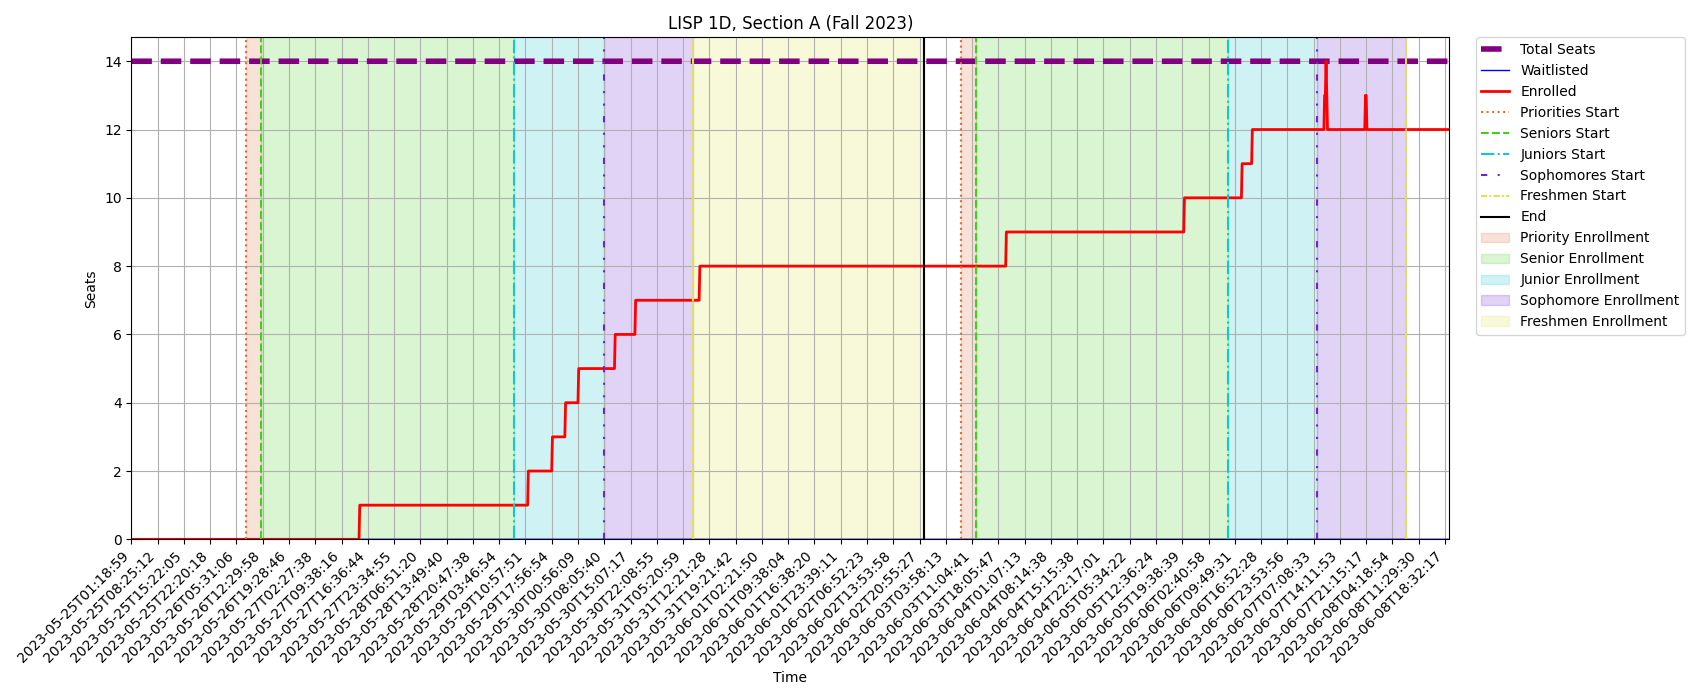 LISP 1D, Section A (Fall 2023)
Seats
14
12
10
8
6
4
2
0
2023-05-25T01:18:59
2023-05-25T08:25:12
2023-05-25T15:22:05
2023-05-25T22:20:18
2023-05-26T05:31:06
2023-05-26T12:29:58
2023-05-26T19:28:46
2023-05-27T02:27:38
2023-05-27T09:38:16
2023-05-27T16:36:44
2023-05-27T23:34:55
2023-05-28T06:51:20
2023-05-28T13:49:40
2023-05-28T20:47:38
2023-05-29T03:46:54
2023-05-29T10:57:51
2023-05-29T17:56:54
2023-05-30T00:56:09
2023-05-30T08:05:40
2023-05-30T15:07:17
2023-05-30T22:08:55
2023-05-31T05:20:59
2023-05-31T12:21:28
2023-05-31T19:21:42
2023-06-01T02:21:50
2023-06-01T09:38:04
2023-06-01T16:38:20
2023-06-01T23:39:11
2023-06-02T06:52:23
2023-06-02T13:53:58
2023-06-02T20:55:27
2023-06-03T03:58:13
2023-06-03T11:04:41
2023-06-03T18:05:47
2023-06-04T01:07:13
2023-06-04T08:14:38
2023-06-04T15:15:38
2023-06-04T22:17:01
2023-06-05T05:34:22
2023-06-05T12:36:24
2023-06-05T19:38:39
2023-06-06T02:40:58
2023-06-06T09:49:31
2023-06-06T16:52:28
2023-06-06T23:53:56
2023-06-07T07:08:33
2023-06-07T14:11:53
2023-06-07T21:15:17
2023-06-08T04:18:54
2023-06-08T11:29:30
2023-06-08T18:32:17
Time
Total Seats
Waitlisted
Enrolled
Priorities Start
Seniors Start
Juniors Start
Sophomores Start
Freshmen Start
End
Priority Enrollment
Senior Enrollment
Junior Enrollment
Sophomore Enrollment
Freshmen Enrollment